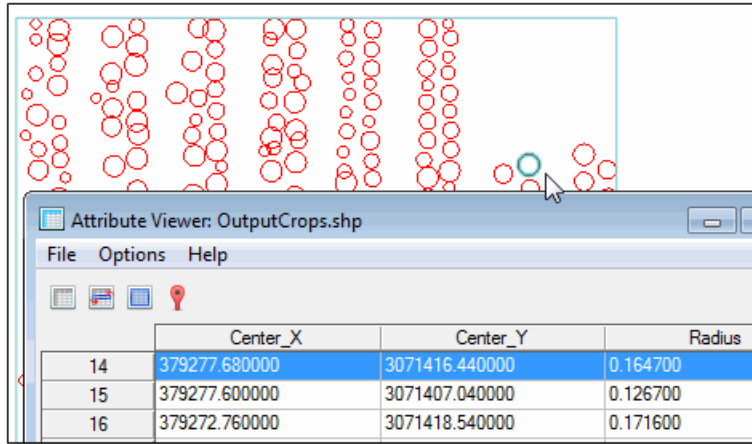 Attribute Viewer: OutputCrops.shp
File Options Help
Center_X Center_Y Radius
14 379277.680000 3071416.440000 0.164700
15 379277.600000 3071407.040000 0.126700
16 379272.760000 3071418.540000 0.171600